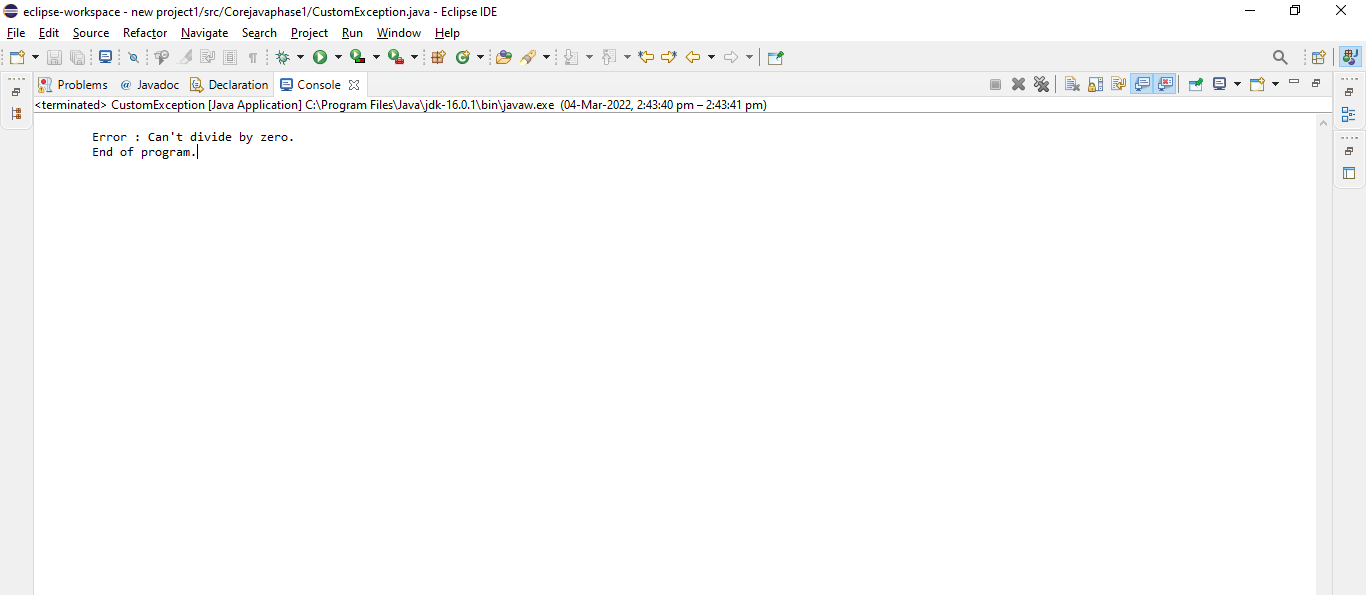 eclipse-workspace - new project1/src/Corejavaphase1/CustomException.java - Eclipse IDE
File Edit Source Refactor Navigate Search Project Run Window Help
Problems @ Javadoc Declaration Console
<terminated> CustomException [Java Application] C:\Program Files\Java\jdk-16.0.1\bin\javaw.exe (04-Mar-2022, 2:43:40 pm – 2:43:41 pm)
Error : Can't divide by zero.
End of program.